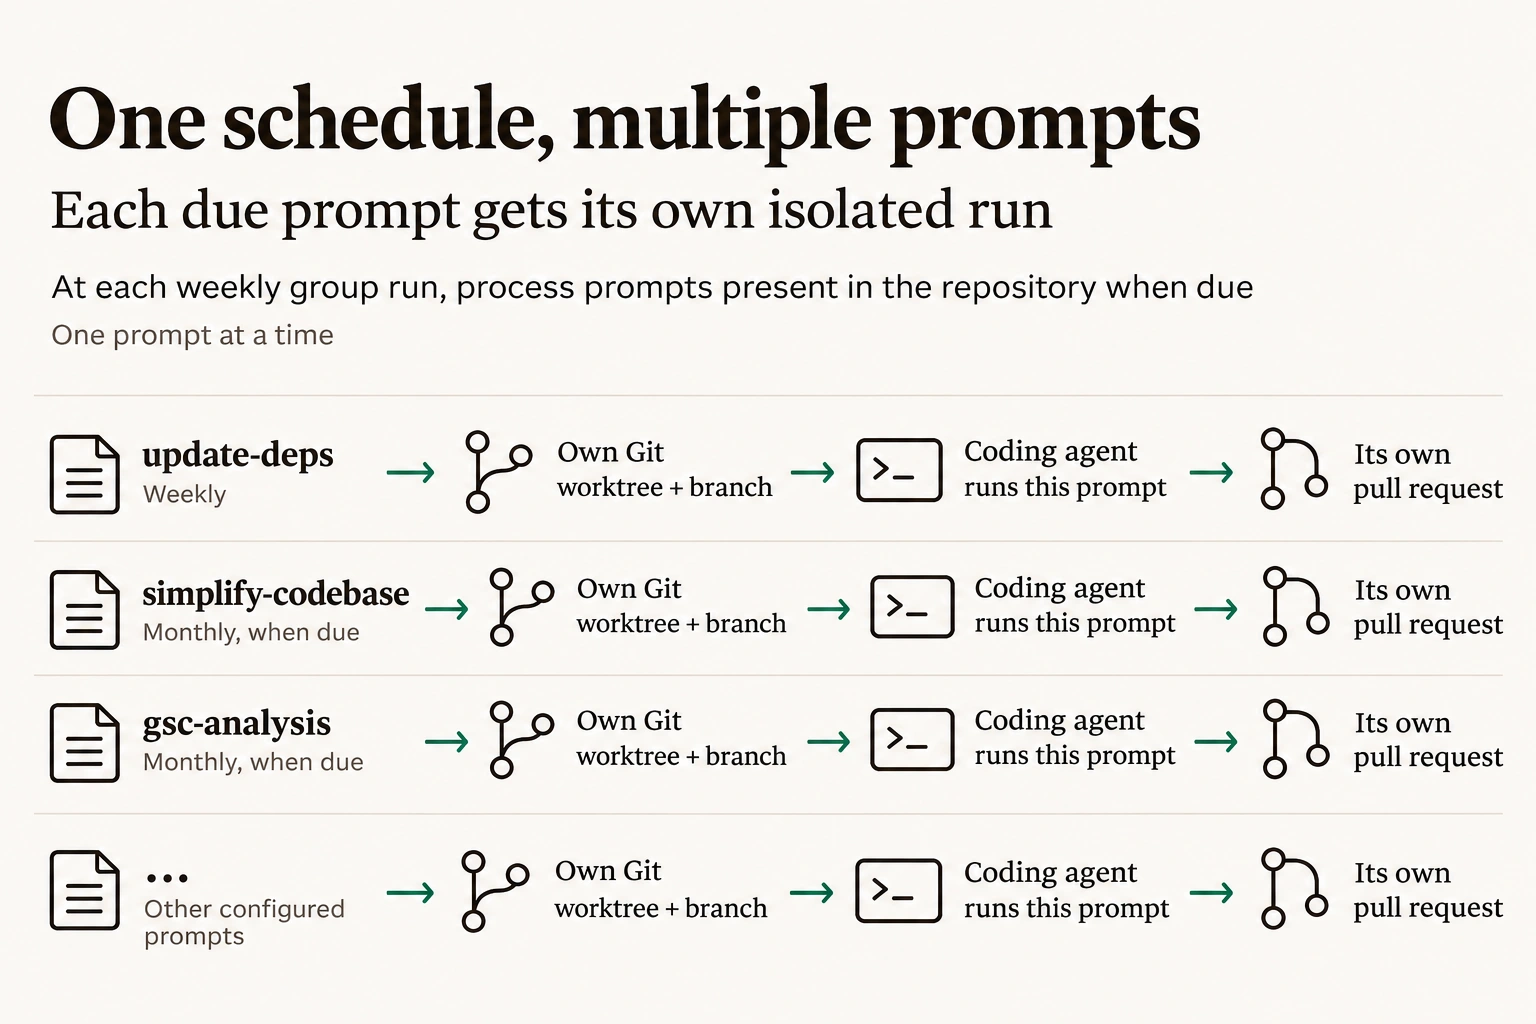 One schedule, multiple prompts
Each due prompt gets its own isolated run
At each weekly group run, process prompts present in the repository when due
One prompt at a time
update-deps
Weekly
Own Git
worktree + branch
>_
Coding agent
runs this prompt
Its own
pull request
simplify-codebase
Monthly, when due
Own Git
worktree + branch
>_
Coding agent
runs this prompt
Its own
pull request
gsc-analysis
Monthly, when due
Own Git
worktree + branch
>_
Coding agent
runs this prompt
Its own
pull request
...
Other configured
prompts
Own Git
worktree + branch
>_
Coding agent
runs this prompt
Its own
pull request